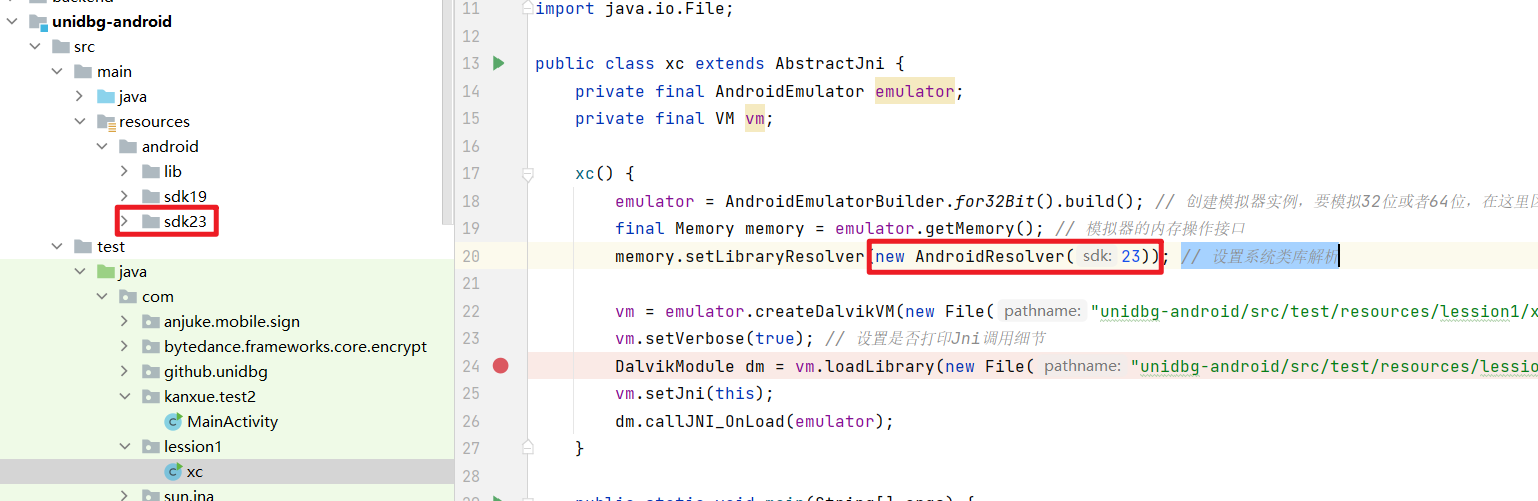 backend
unidbg-android
src
main
java
resources
android
lib
sdk19
sdk23
test
java
com
anjuke.mobile.sign
bytedance.frameworks.core.encrypt
github.unidbg
kanxue.test2
MainActivity
lession1
xc
sun.jna
11 import java.io.File;
12
13 public class xc extends AbstractJni {
14 private final AndroidEmulator emulator;
15 private final VM vm;
16
17 xc() {
18 emulator = AndroidEmulatorBuilder.for32Bit().build(); // 创建模拟器实例，要模拟32位或者64位，在这里
19 final Memory memory = emulator.getMemory(); // 模拟器的内存操作接口
20 memory.setLibraryResolver(new AndroidResolver( sdk: 23)); // 设置系统类库解析
21
22 vm = emulator.createDalvikVM(new File( pathname: "unidbg-android/src/test/resources/lession1/x
23 vm.setVerbose(true); // 设置是否打印Jni调用细节
24 DalvikModule dm = vm.loadLibrary(new File( pathname: "unidbg-android/src/test/resources/lessio
25 vm.setJni(this);
26 dm.callJNI_OnLoad(emulator);
27 }
28
public static void main(String[] args) {